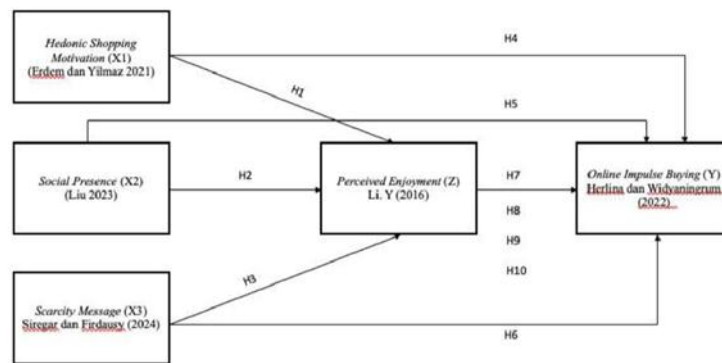 Hedonic Shopping
Motivation (X1)
(Erdem dan Yilmaz 2021)
H4
H1
H5
Social Presence (X2)
(Liu 2023)
H2
Perceived Enjoyment (Z)
Li. Y (2016)
H7
H8
H9
H10
Online Impulse Buying (Y)
Herlina dan Widyaningrum
(2022)
H3
Scarcity Message (X3)
Siregar dan Firdausy (2024)
H6